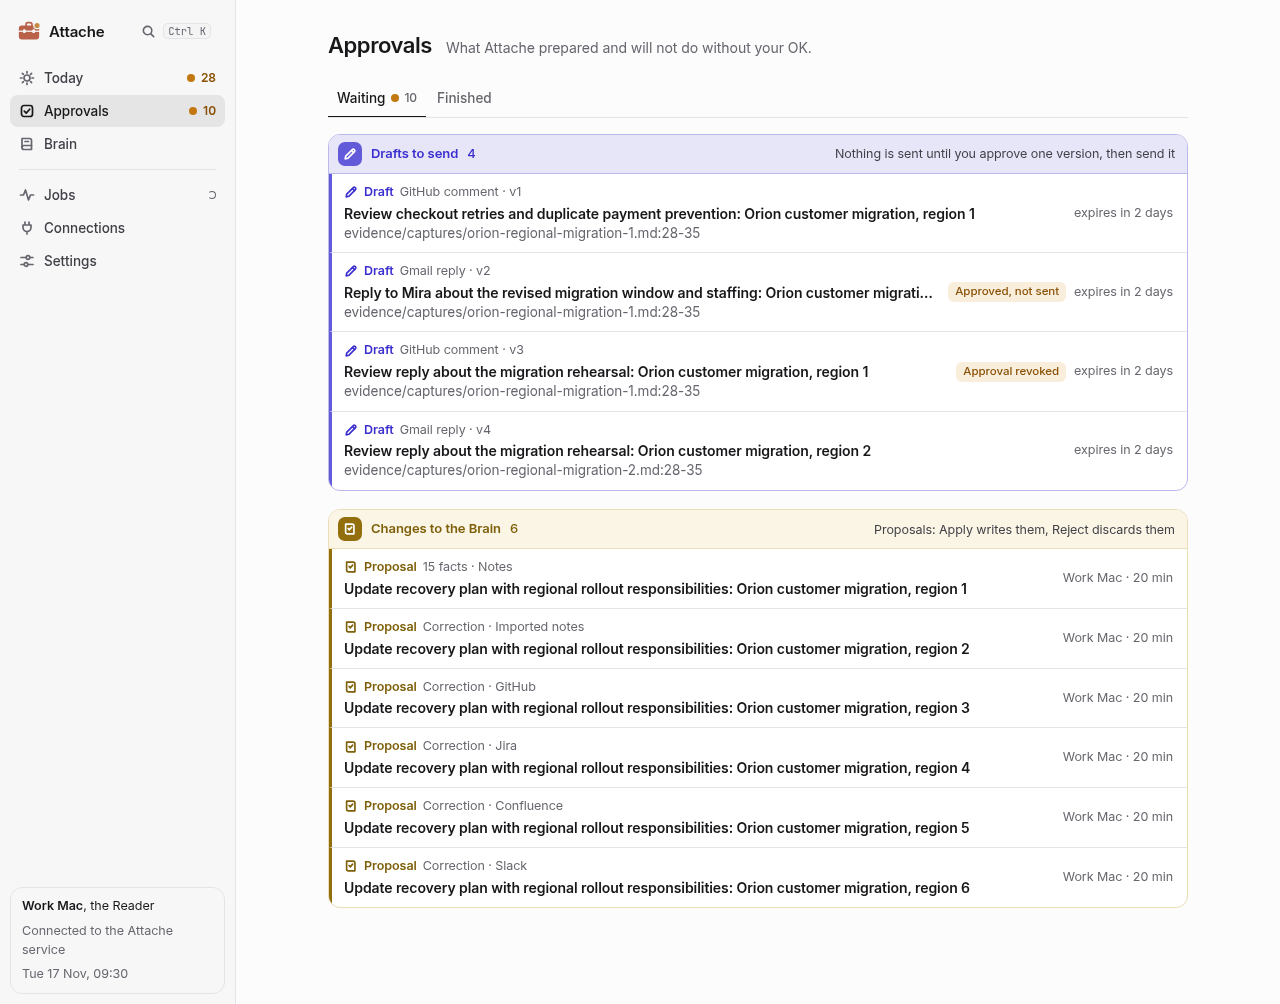 Attache
Ctrl K
Today 28
Approvals 10
Brain
Jobs
Connections
Settings
Work Mac, the Reader
Connected to the Attache
service
Tue 17 Nov, 09:30
Approvals What Attache prepared and will not do without your OK.
Waiting 10 Finished
Drafts to send 4 Nothing is sent until you approve one version, then send it
Draft GitHub comment · v1
Review checkout retries and duplicate payment prevention: Orion customer migration, region 1 expires in 2 days
evidence/captures/orion-regional-migration-1.md:28-35
Draft Gmail reply · v2
Reply to Mira about the revised migration window and staffing: Orion customer migrati... Approved, not sent expires in 2 days
evidence/captures/orion-regional-migration-1.md:28-35
Draft GitHub comment · v3
Review reply about the migration rehearsal: Orion customer migration, region 1 Approval revoked expires in 2 days
evidence/captures/orion-regional-migration-1.md:28-35
Draft Gmail reply · v4
Review reply about the migration rehearsal: Orion customer migration, region 2 expires in 2 days
evidence/captures/orion-regional-migration-2.md:28-35
Changes to the Brain 6 Proposals: Apply writes them, Reject discards them
Proposal 15 facts · Notes
Update recovery plan with regional rollout responsibilities: Orion customer migration, region 1 Work Mac · 20 min
Proposal Correction · Imported notes
Update recovery plan with regional rollout responsibilities: Orion customer migration, region 2 Work Mac · 20 min
Proposal Correction · GitHub
Update recovery plan with regional rollout responsibilities: Orion customer migration, region 3 Work Mac · 20 min
Proposal Correction · Jira
Update recovery plan with regional rollout responsibilities: Orion customer migration, region 4 Work Mac · 20 min
Proposal Correction · Confluence
Update recovery plan with regional rollout responsibilities: Orion customer migration, region 5 Work Mac · 20 min
Proposal Correction · Slack
Update recovery plan with regional rollout responsibilities: Orion customer migration, region 6 Work Mac · 20 min